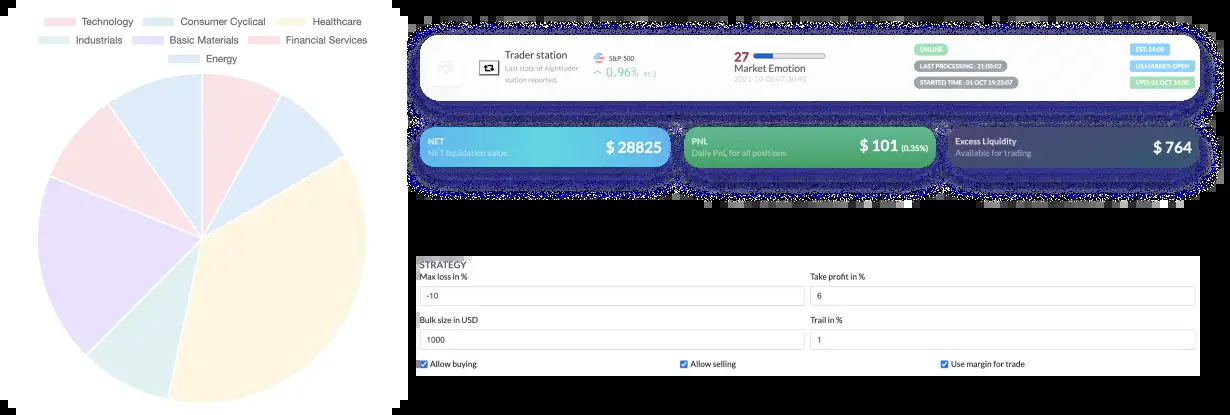 Technology Consumer Cyclical Healthcare
Industrials Basic Materials Financial Services
Energy
Trader station
Last state of Algotrader
station reported.
S&P 500
0.96% 41.2
27
Market Emotion
2021-10-06 07:30:41
ONLINE
LAST PROCESSING : 21:00:02
STARTED TIME : 01 OCT 19:25:07
EST: 14:00
US MARKET: OPEN
UPD: 01 OCT 14:00
NET
NET liquidation value
$ 28825
PNL
Daily PnL for all positions
$ 101 (0.35%)
Excess Liquidity
Available for trading
$ 764
STRATEGY
Max loss in % Take profit in %
-10 6
Bulk size in USD Trail in %
1000 1
Allow buying Allow selling Use margin for trade